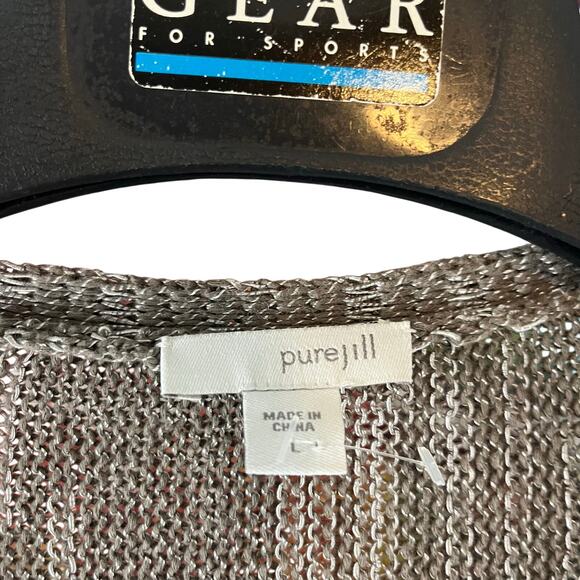 GEAR
FOR SPORTS
purejill
MADE IN
CHINA
L